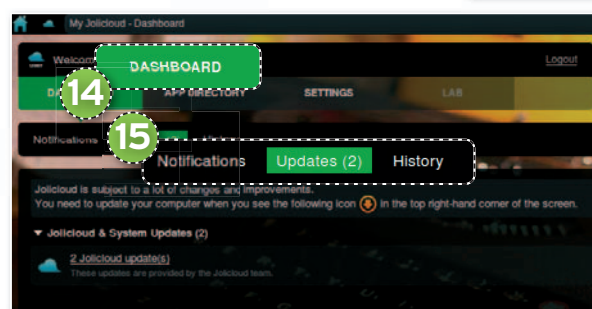 My Jolicloud - Dashboard
Welcom
Logout
DASHBOARD
14
D
APP DIRECTORY
SETTINGS
LAB
15
Notifications
Notifications Updates (2) History
Jolicloud is subject to a lot of changes and improvements.
You need to update your computer when you see the following icon in the top right-hand corner of the screen.
Jolicloud & System Updates (2)
2 Jolicloud update(s)
These updates are provided by the Jolicloud team.